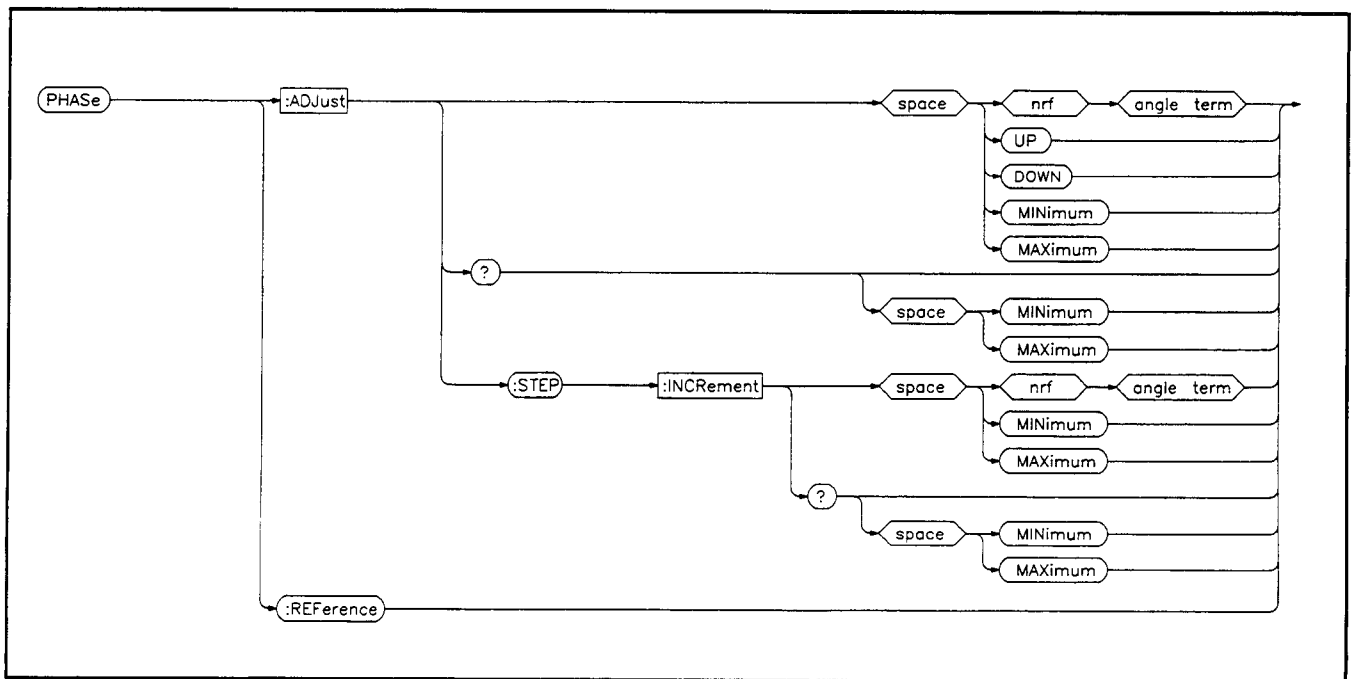 PHASe :ADJust space nrf angle term
UP
DOWN
MINimum
MAXimum
?
space MINimum
MAXimum
:STEP :INCRement space nrf angle term
MINimum
MAXimum
?
space MINimum
MAXimum
:REFerence